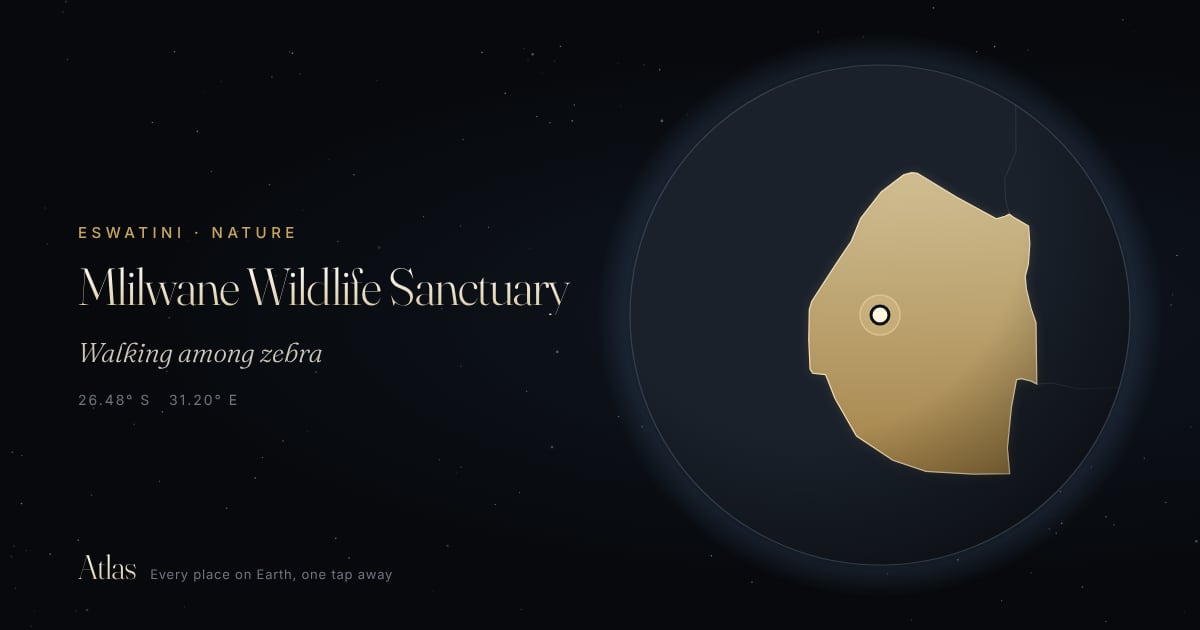 ESWATINI · NATURE
Mlilwane Wildlife Sanctuary
Walking among zebra
26.48° S 31.20° E
Atlas Every place on Earth, one tap away